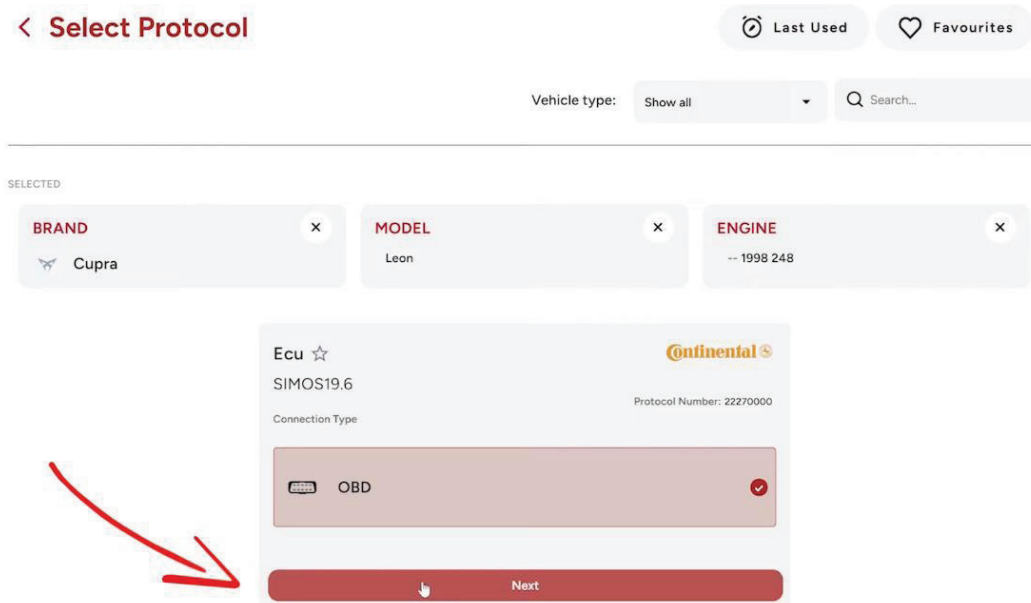 Select Protocol
Last Used
Favourites
Vehicle type:
Show all
Search...
SELECTED
BRAND
Cupra
MODEL
Leon
ENGINE
-- 1998 248
Ecu
Continental
SIMOS19.6
Protocol Number: 22270000
Connection Type
OBD
Next